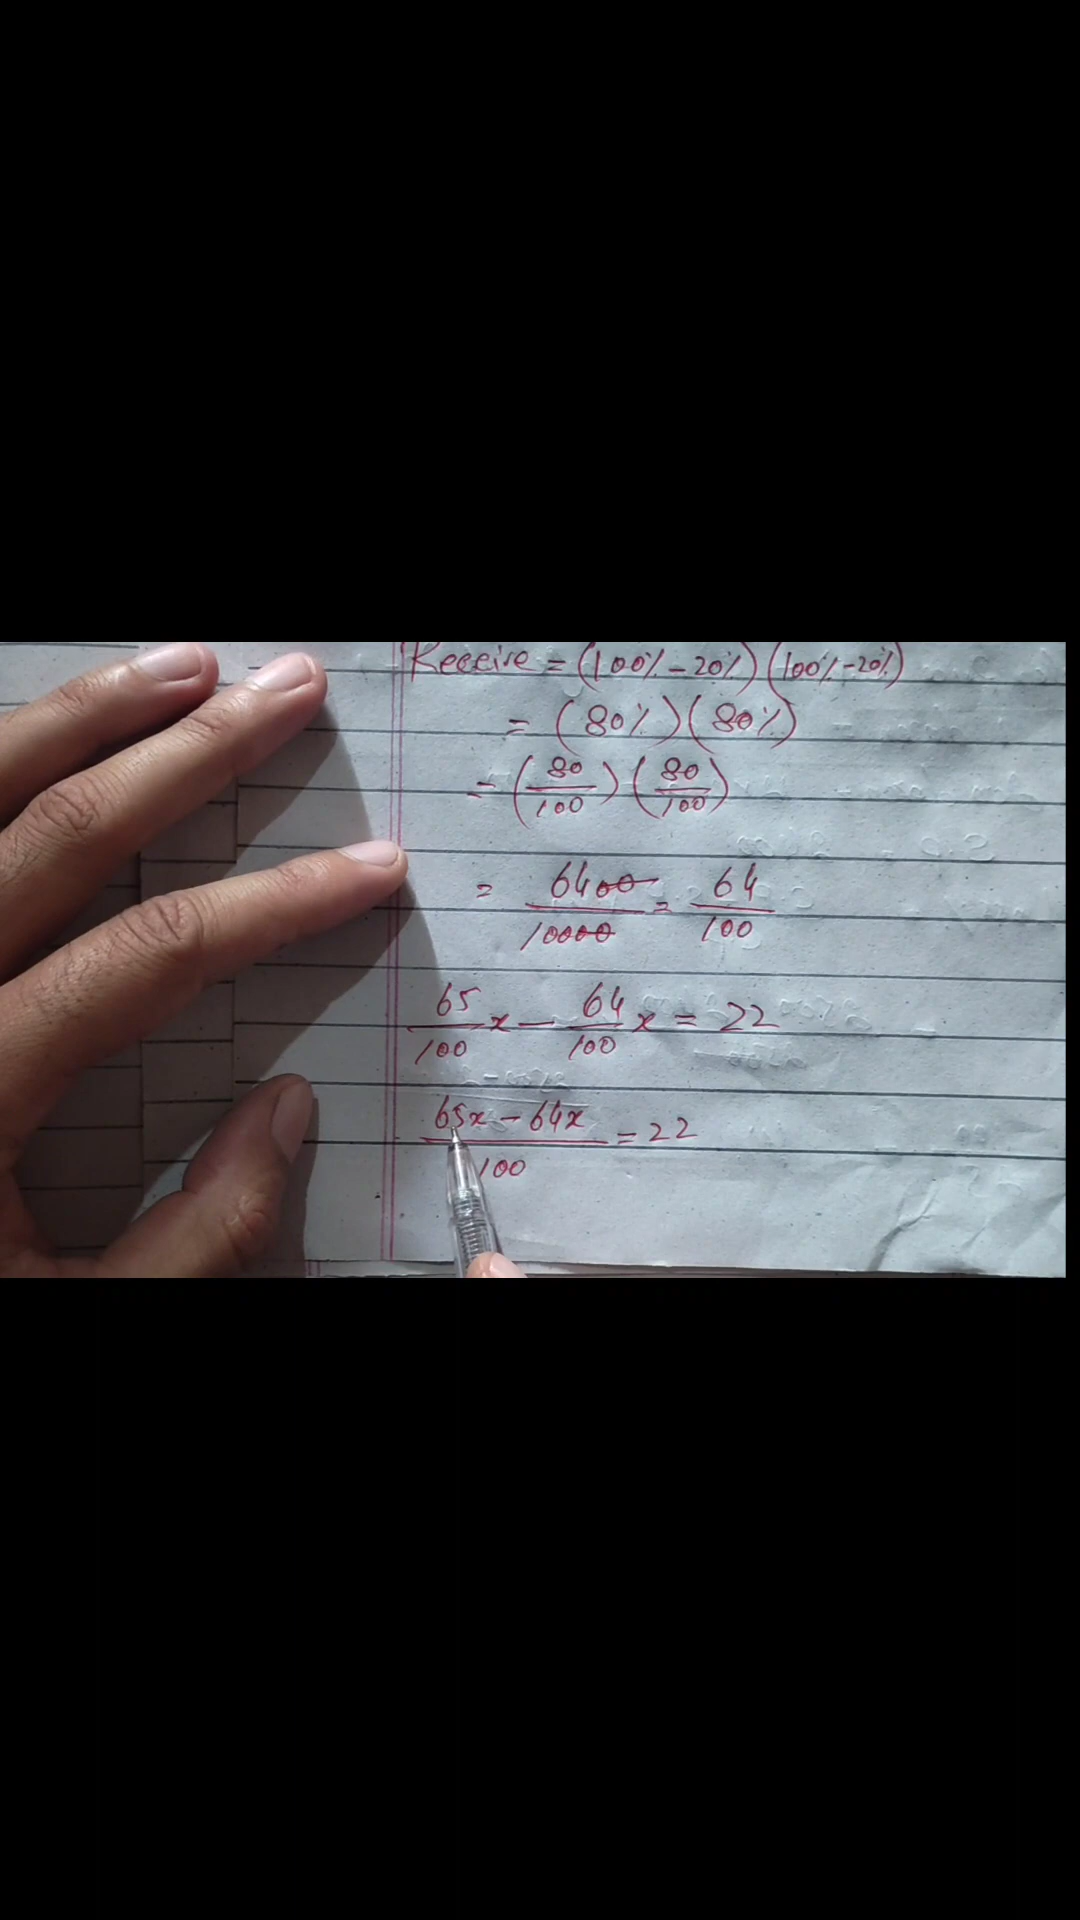 Receive = (100% - 20%) (100% - 20%)
= (80%) (80%)
= (80/100) (80/100)
= 6400/10000 = 64/100
65/100 x - 64/100 x = 22
65x - 64x/100 = 22